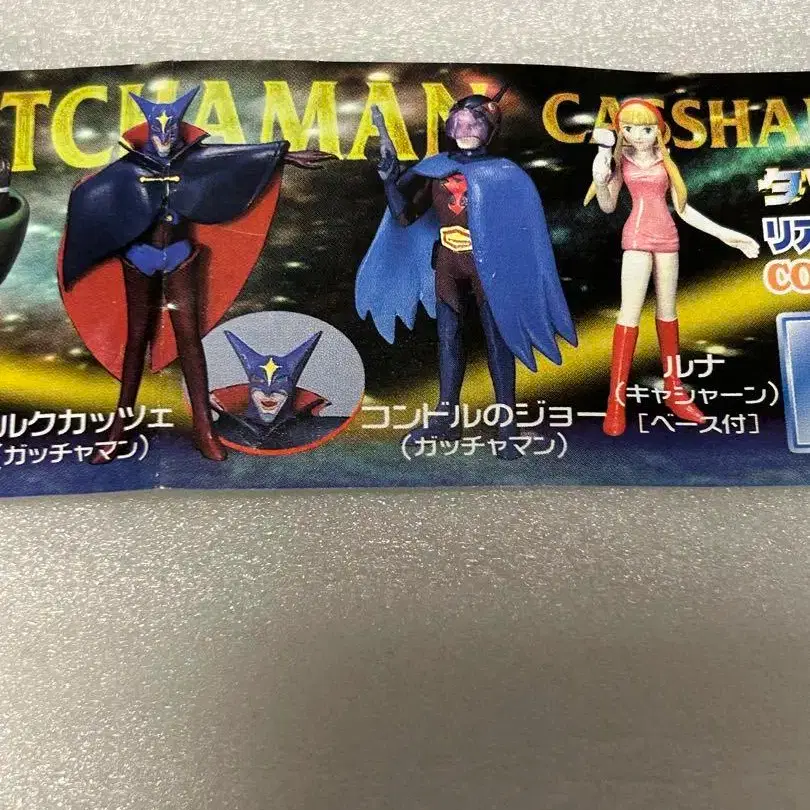 TCHAMAN
CASSHA
タツ
リア
CO
ルクカッツェ
(ガッチャマン)
コンドルのジョー
(ガッチャマン)
ルナ
(キャシャーン)
[ベース付]